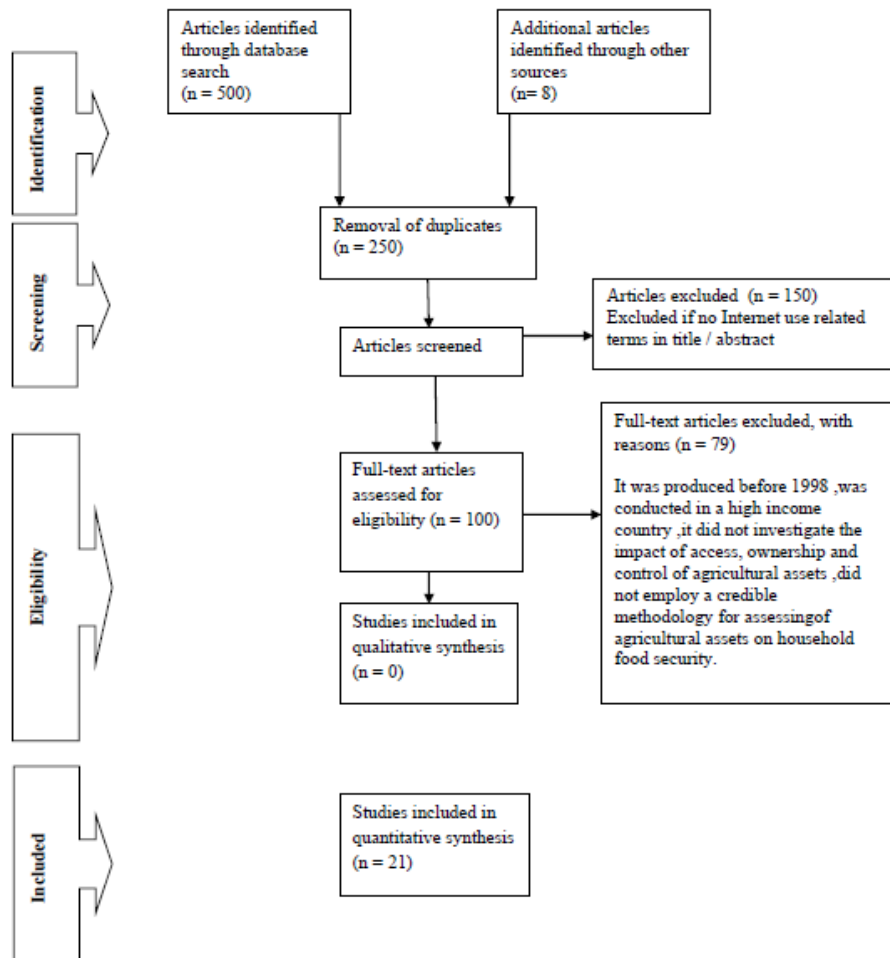 Articles identified
through database
search
(n = 500)
Additional articles
identified through other
sources
(n= 8)
Identification
Removal of duplicates
(n = 250)
Screening
Articles excluded  (n = 150)
Excluded if no Internet use related
terms in title / abstract
Articles screened
Full-text articles excluded, with
reasons (n = 79)
It was produced before 1998 ,was
conducted in a high income
country ,it did not investigate the
impact of access, ownership and
control of agricultural assets ,did
not employ a credible
methodology for assessingof
agricultural assets on household
food security.
Full-text articles
assessed for
eligibility (n = 100)
Eligibility
Studies included in
qualitative synthesis
(n = 0)
Included
Studies included in
quantitative synthesis
(n = 21)